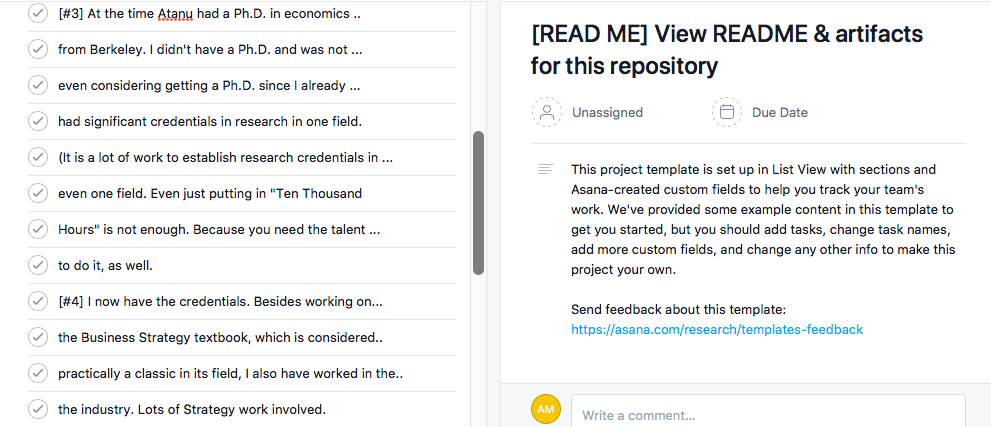 [#3] At the time Atanu had a Ph.D. in economics ..
from Berkeley. I didn't have a Ph.D. and was not ...
even considering getting a Ph.D. since I already ...
had significant credentials in research in one field.
(It is a lot of work to establish research credentials in ...
even one field. Even just putting in "Ten Thousand
Hours" is not enough. Because you need the talent ...
to do it, as well.
[#4] I now have the credentials. Besides working on...
the Business Strategy textbook, which is considered..
practically a classic in its field, I also have worked in the..
the industry. Lots of Strategy work involved.
[READ ME] View README & artifacts
for this repository
Unassigned
Due Date
This project template is set up in List View with sections and
Asana-created custom fields to help you track your team's
work. We've provided some example content in this template to
get you started, but you should add tasks, change task names,
add more custom fields, and change any other info to make this
project your own.
Send feedback about this template:
https://asana.com/research/templates-feedback
AM
Write a comment...